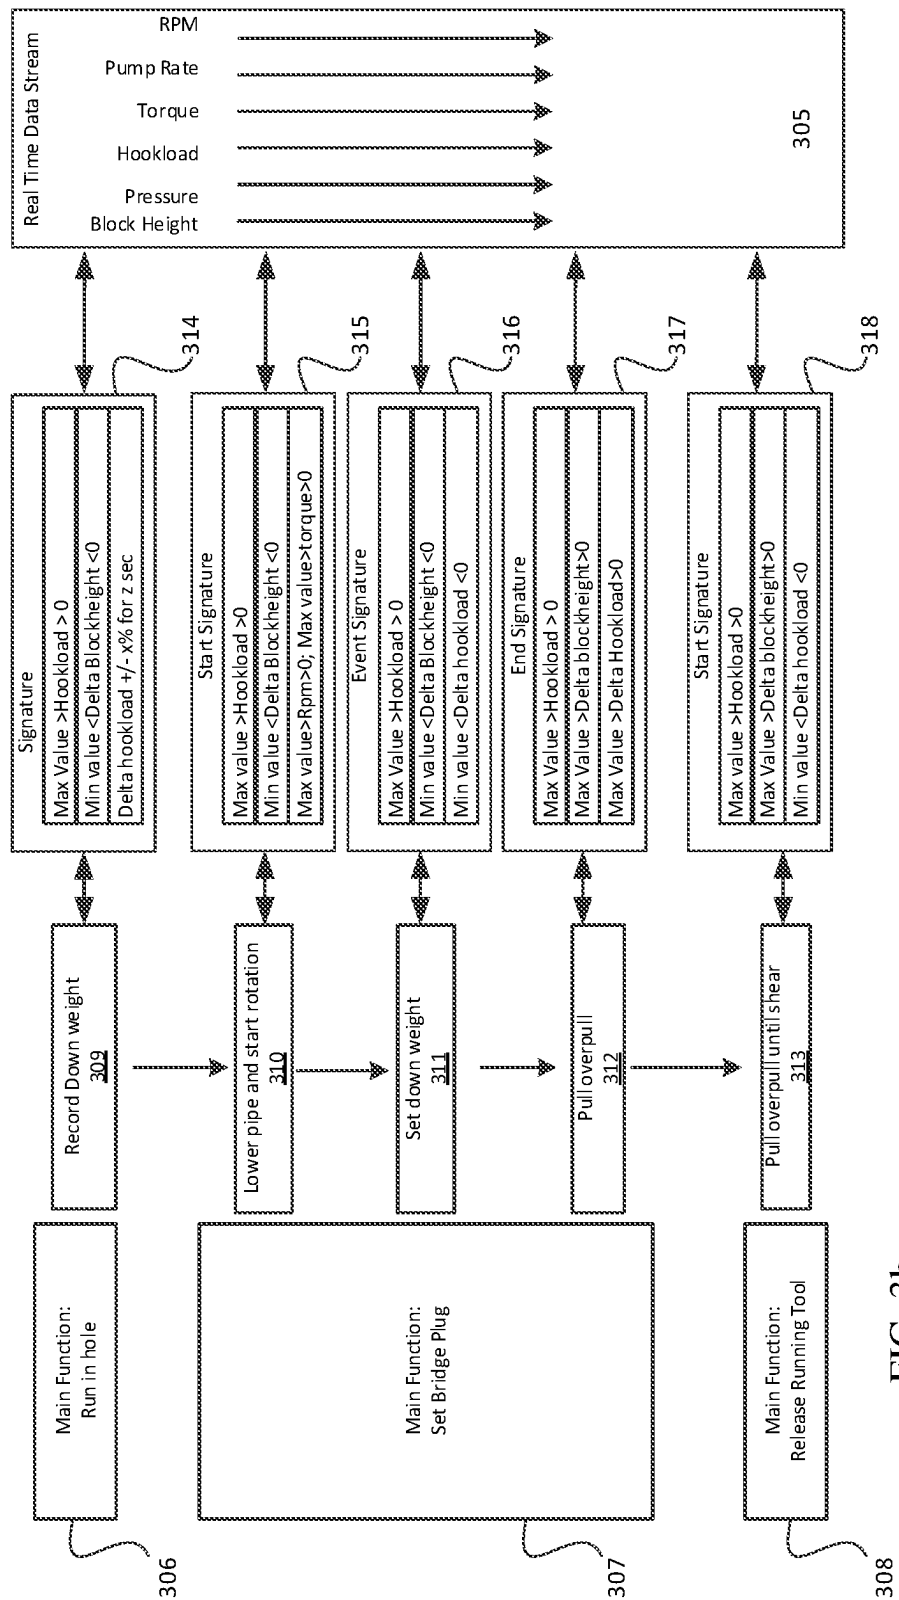 Main Function:
Run in hole
306
Main Function:
Set Bridge Plug
307
Main Function:
Release Running Tool
308
Record Down weight
309
Lower pipe and start rotation
310
Set down weight
311
Pull overpull
312
Pull overpull until shear
313
Signature
Max Value >Hookload > 0
Min value <Delta Blockheight <0
Delta hookload +/- x% for z sec
314
Start Signature
Max value >Hookload >0
Min value <Delta Blockheight <0
Max value>Rpm>0; Max value>torque>0
315
Event Signature
Max Value >Hookload > 0
Min value <Delta Blockheight <0
Min value <Delta hookload <0
316
End Signature
Max Value >Hookload > 0
Max Value >Delta blockheight>0
Max Value >Delta Hookload>0
317
Start Signature
Max value >Hookload >0
Max Value >Delta blockheight>0
Min value <Delta hookload <0
318
Real Time Data Stream
RPM
Pump Rate
Torque
Hookload
Pressure
Block Height
305